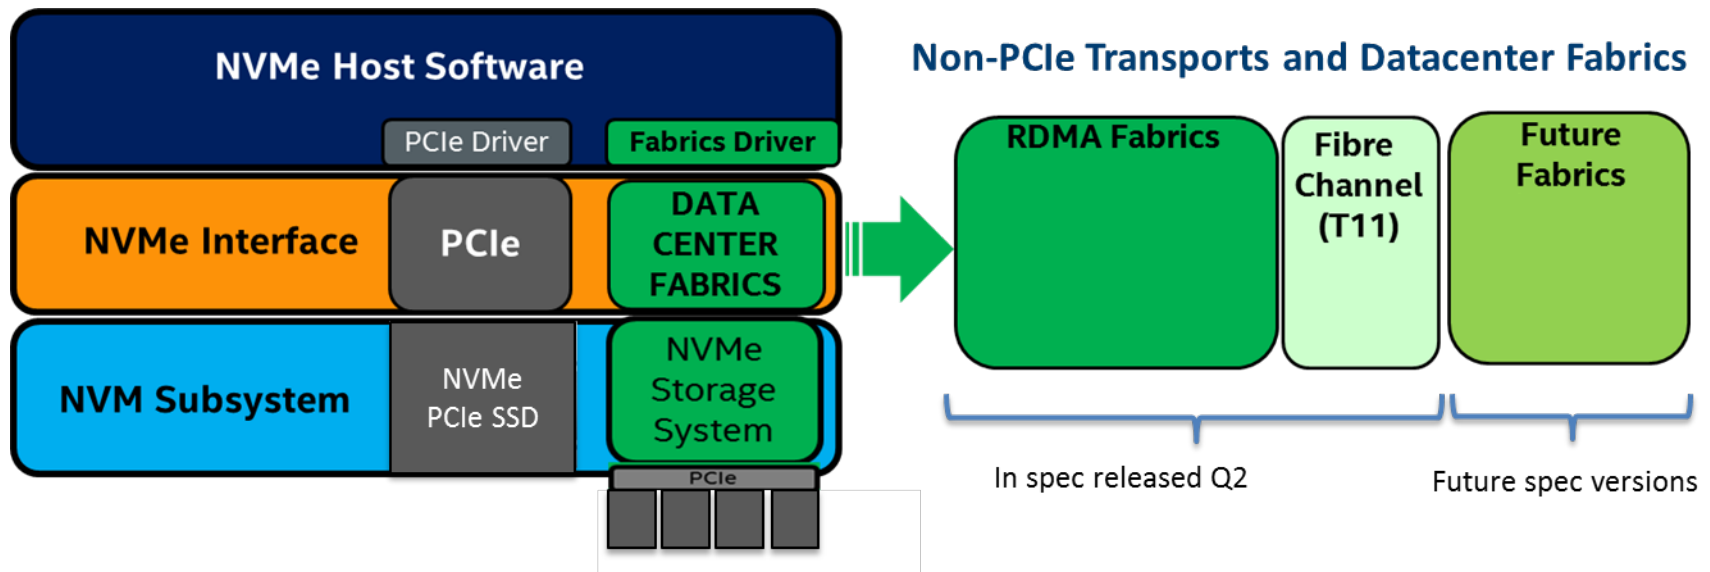 NVMe Host Software
PCIe Driver
Fabrics Driver
NVMe Interface
PCIe
DATA
CENTER
FABRICS
NVM Subsystem
NVMe
PCIe SSD
NVMe
Storage
System
PCIe
Non-PCIe Transports and Datacenter Fabrics
RDMA Fabrics
Fibre
Channel
(T11)
Future
Fabrics
In spec released Q2
Future spec versions